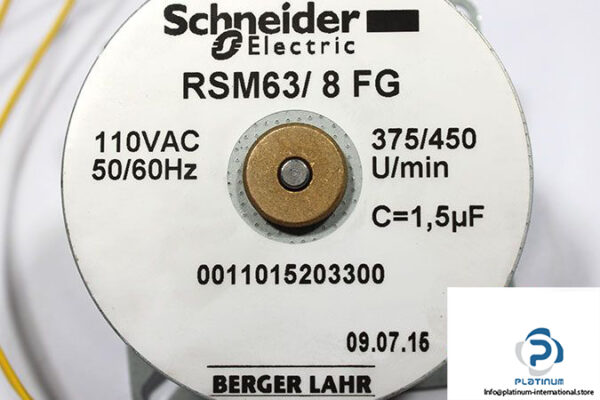 Schneider
Electric
RSM63/ 8 FG
110VAC
50/60Hz
375/450
U/min
C=1,5µF
0011015203300
09.07.15
BERGER LAHR
PLATINUM
Info@platinum-international.store